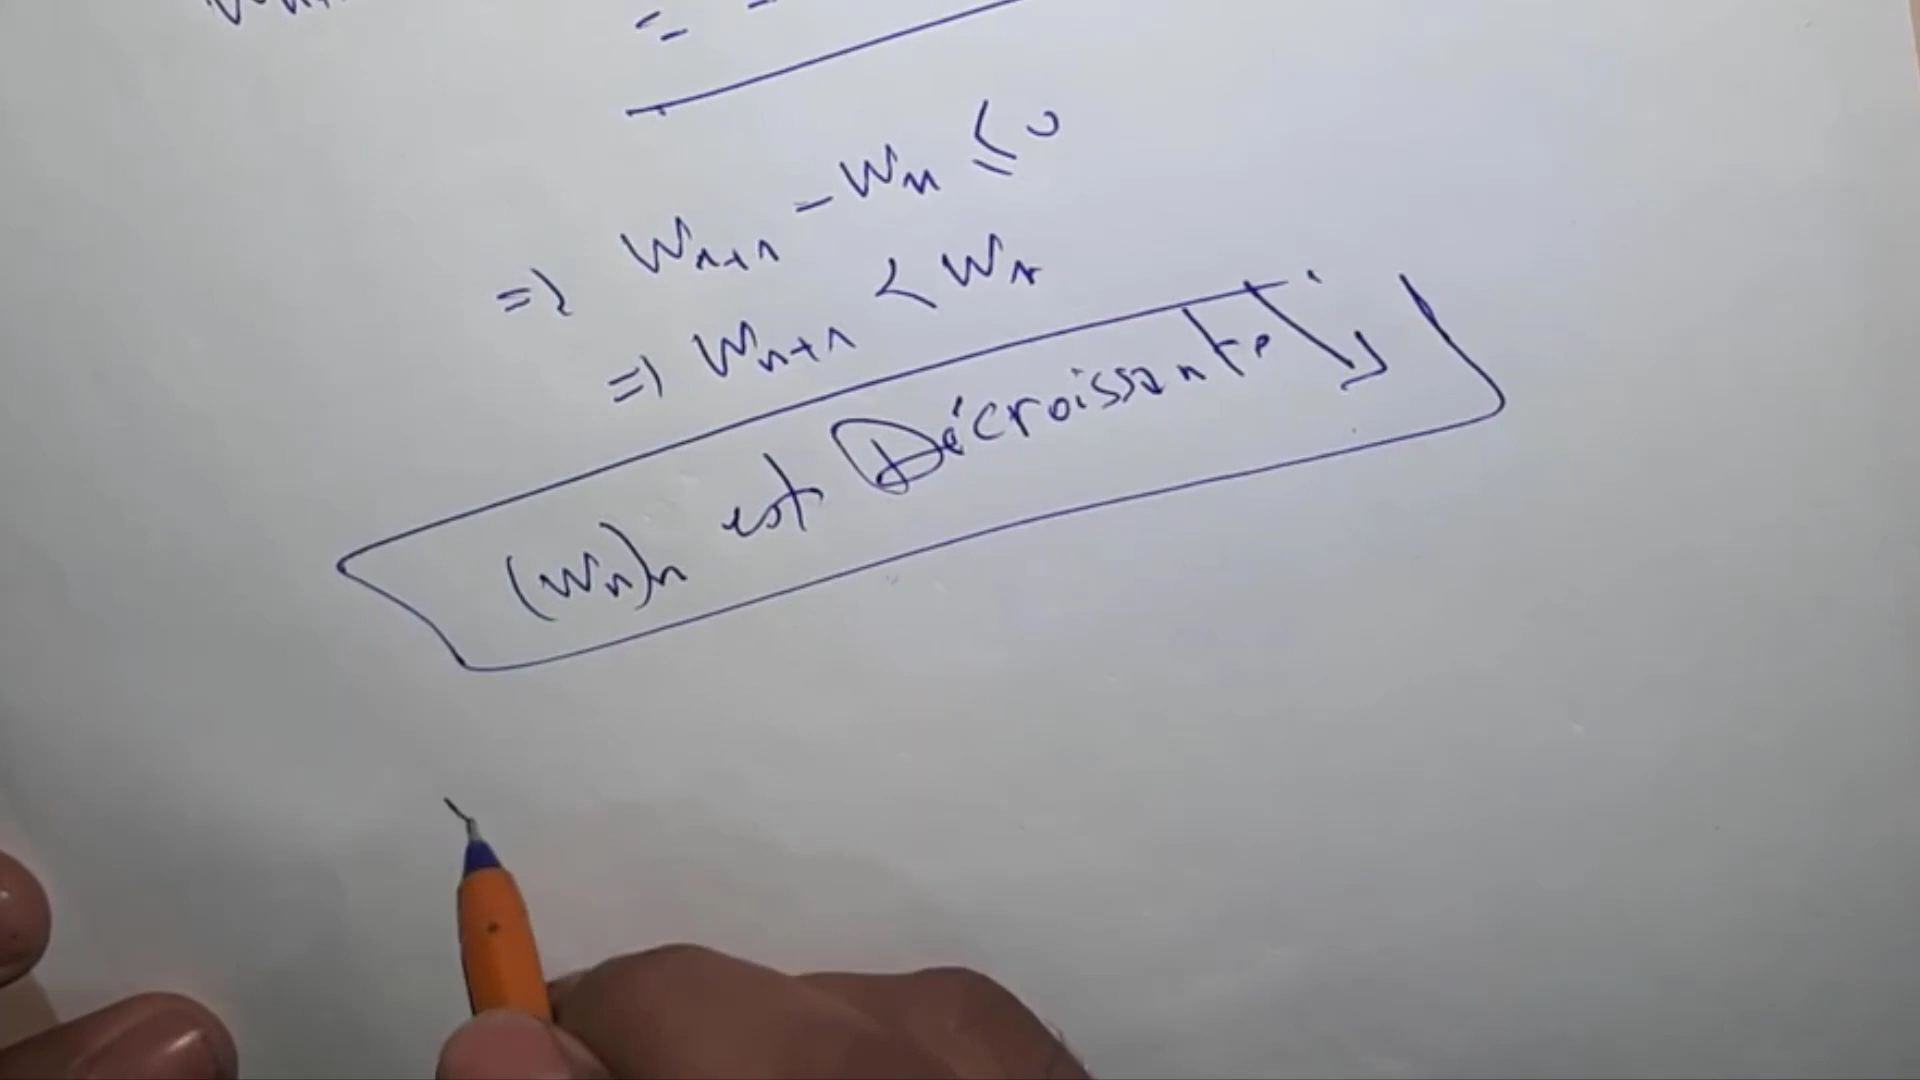 =
⇒ Wn+1 - Wn ≤ 0
⇒ Wn+1 < Wn
(Wn)n est Décroissante ↘